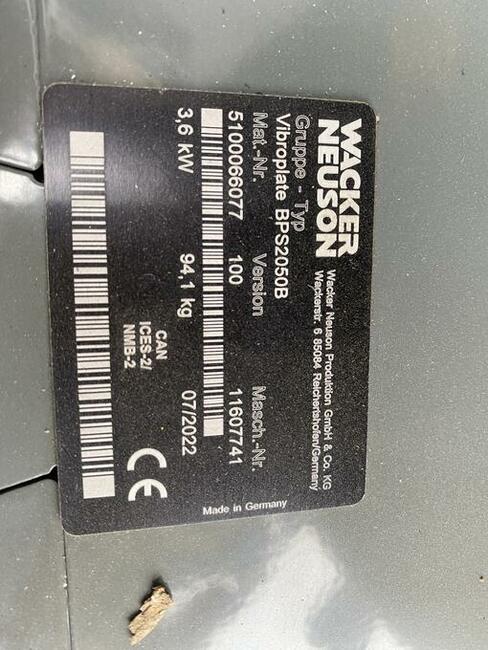 WACKER
NEUSON
Wacker Neuson Produktion GmbH & Co. KG
Wackerstr. 6 85084 Reichertshofen/Germany
Gruppe - Typ
Vibroplate BPS2050B
Mat.-Nr. Version Masch.-Nr.
5100066077 100 11607741
3,6 kW 94,1 kg 07/2022
CAN
ICES-2/
NMB-2
CE
Made in Germany